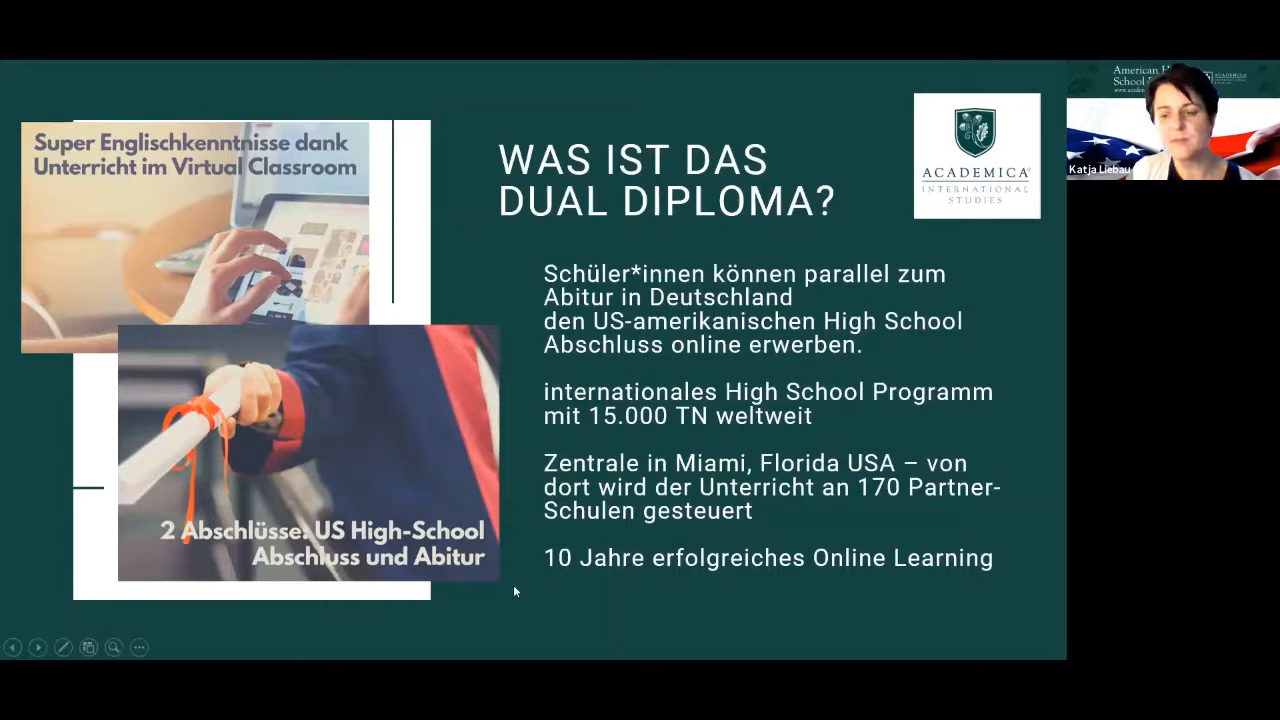 Super Englischkenntnisse dank
Unterricht im Virtual Classroom
2 Abschlüsse: US High-School
Abschluss und Abitur
WAS IST DAS
DUAL DIPLOMA?
ACADEMICA
INTERNATIONAL
STUDIES
Schüler*innen können parallel zum
Abitur in Deutschland
den US-amerikanischen High School
Abschluss online erwerben.
internationales High School Programm
mit 15.000 TN weltweit
Zentrale in Miami, Florida USA – von
dort wird der Unterricht an 170 Partner-
Schulen gesteuert
10 Jahre erfolgreiches Online Learning
American
School
Katja Liebau